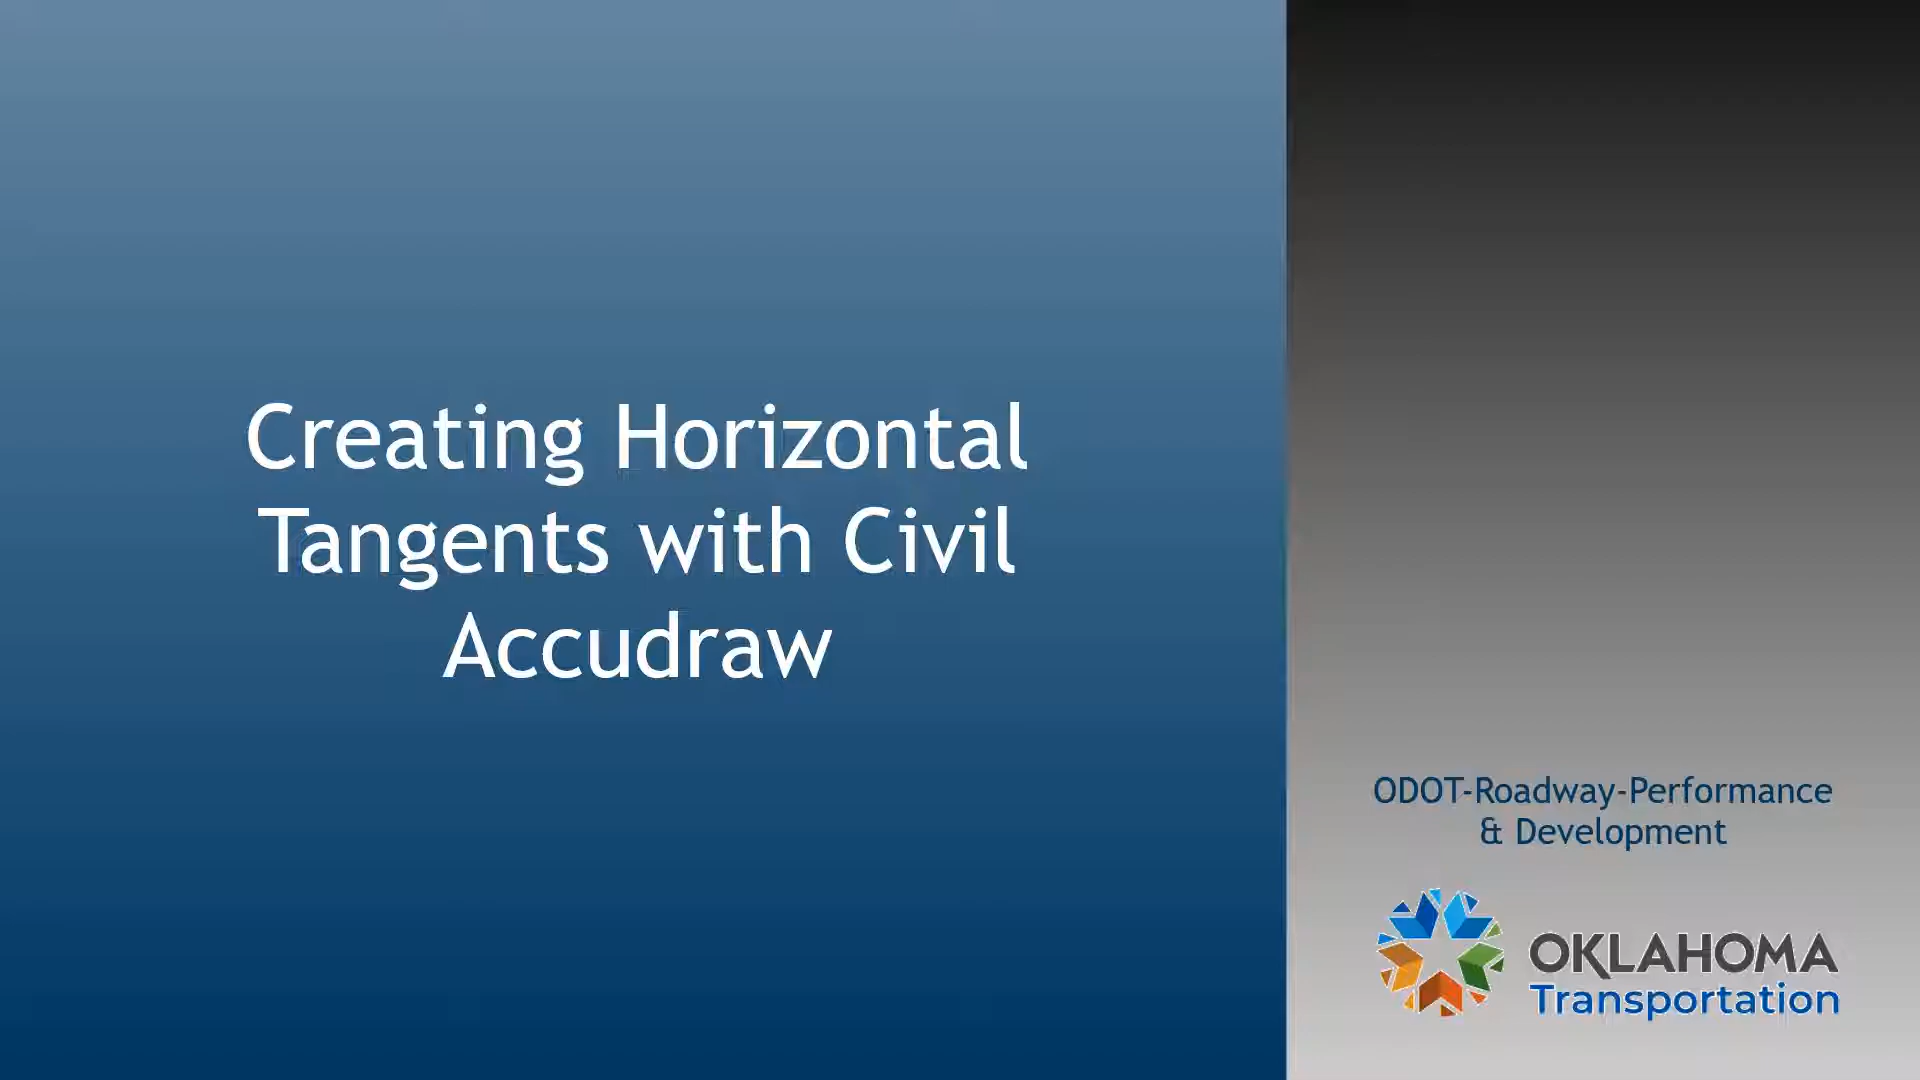 Creating Horizontal
Tangents with Civil
Accudraw
ODOT-Roadway-Performance
& Development
OKLAHOMA
Transportation